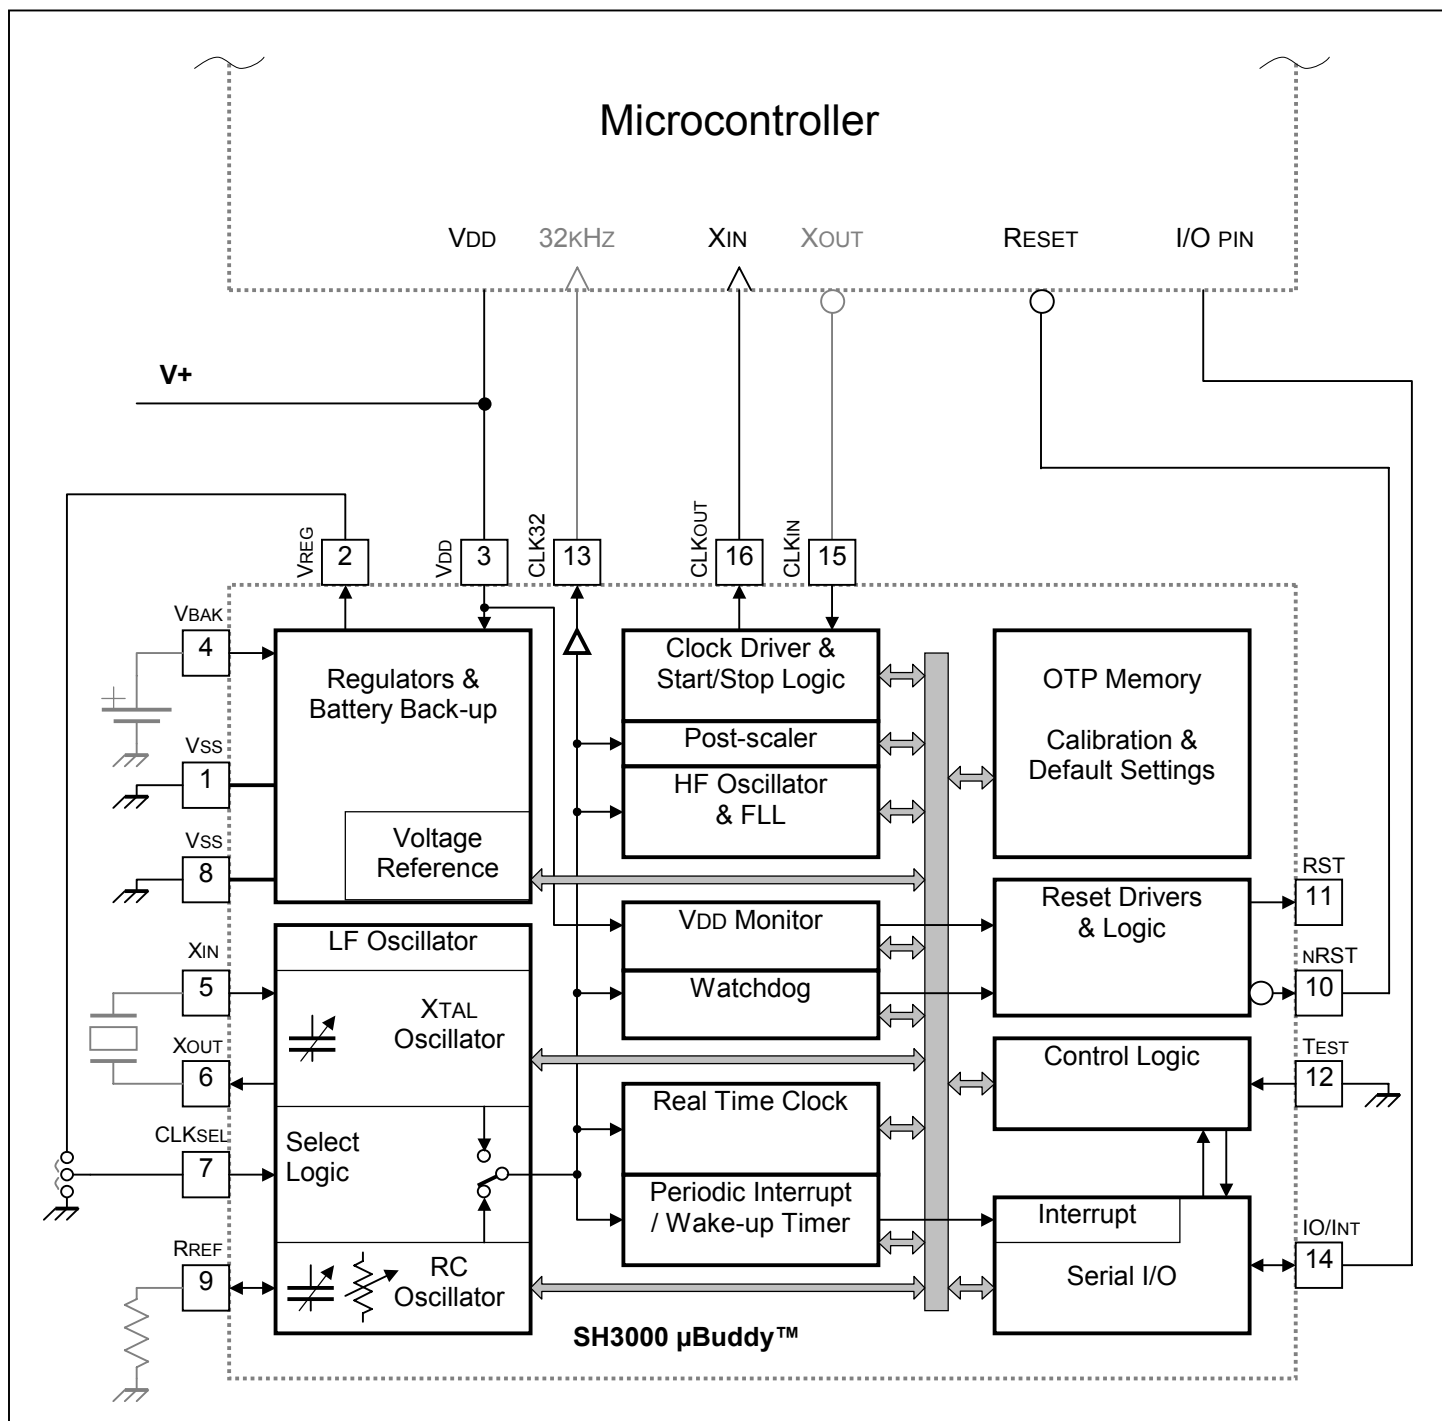 Microcontroller
VDD 32KHZ XIN XOUT RESET I/O PIN
V+
VREG 2 VDD 3 CLK32 13 CLKOUT 16 CLKIN 15
VBAK
4
Regulators &
Battery Back-up
VSS
1
VSS
8
Voltage
Reference
Clock Driver &
Start/Stop Logic
Post-scaler
HF Oscillator
& FLL
OTP Memory
Calibration &
Default Settings
VDD Monitor
Watchdog
Reset Drivers
& Logic
RST
11
NRST
10
LF Oscillator
XIN
5
XTAL
Oscillator
XOUT
6
CLKSEL
7
Select
Logic
RREF
9
RC
Oscillator
Real Time Clock
Periodic Interrupt
/ Wake-up Timer
Control Logic
TEST
12
Interrupt
Serial I/O
IO/INT
14
+
SH3000 µBuddy™